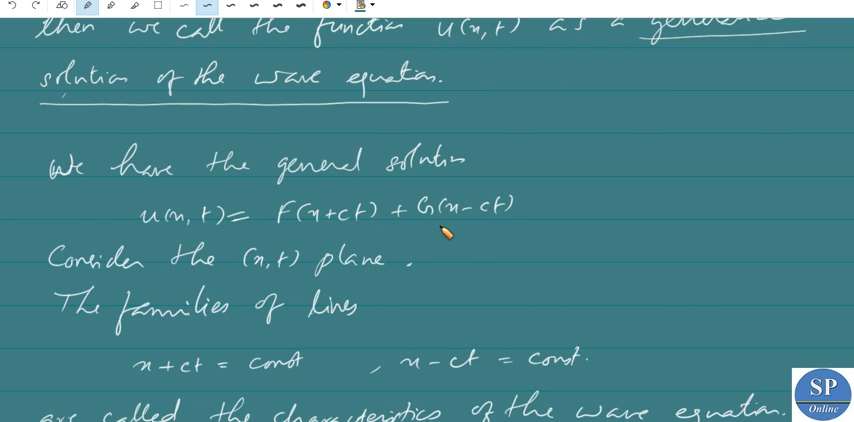 then we call the function u(x,t) as a generalised
solution of the wave equation.
We have the general solution
u(x, t) = F(x+ct) + G(x-ct)
Consider the (x,t) plane.
The families of lines
x+ct = const , x-ct = const.
are called the characteristics of the wave equation.
SP
Online